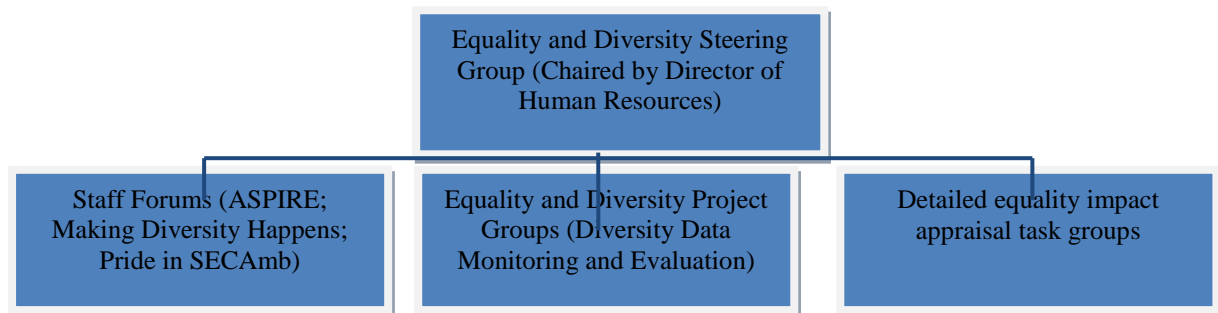 Equality and Diversity Steering
Group (Chaired by Director of
Human Resources)
Staff Forums (ASPIRE;
Making Diversity Happens;
Pride in SECAmb)
Equality and Diversity Project
Groups (Diversity Data
Monitoring and Evaluation)
Detailed equality impact
appraisal task groups